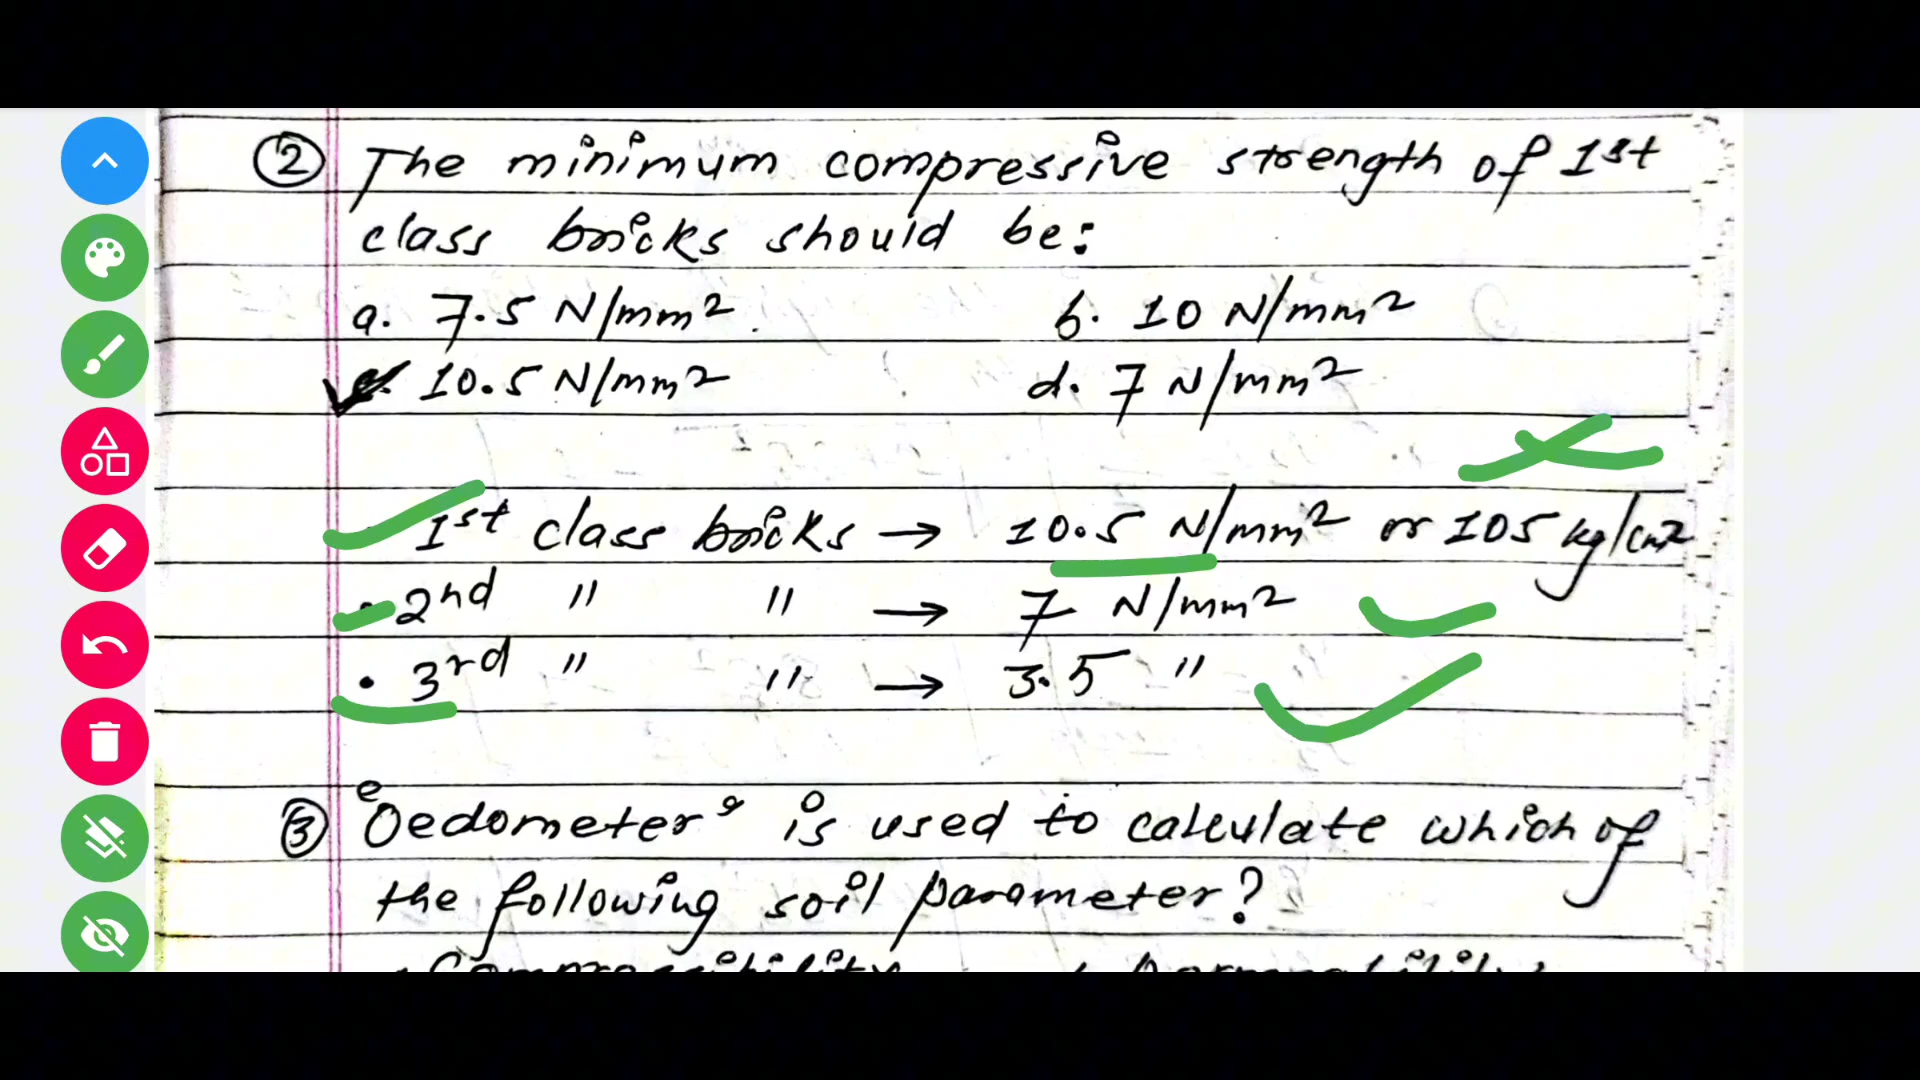 ② The minimum compressive strength of 1st
class bricks should be:
a. 7.5 N/mm²
b. 10 N/mm²
c. 10.5 N/mm²
d. 7 N/mm²
1st class bricks → 10.5 N/mm² or 105 kg/cm²
• 2nd " " → 7 N/mm²
• 3rd " " → 3.5 "
③ Oedometer is used to calculate which of
the following soil parameter?